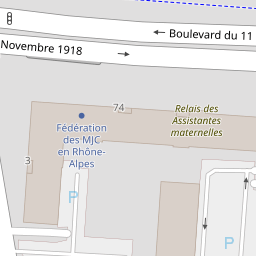 Boulevard du 11
Novembre 1918
74
Relais des
Assistantes
maternelles
Fédération
des MJC
en Rhône-
Alpes
3
P
P